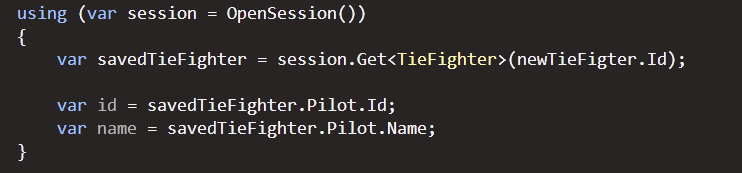 using (var session = OpenSession())
{
var savedTieFighter = session.Get<TieFighter>(newTieFigter.Id);
var id = savedTieFighter.Pilot.Id;
var name = savedTieFighter.Pilot.Name;
}